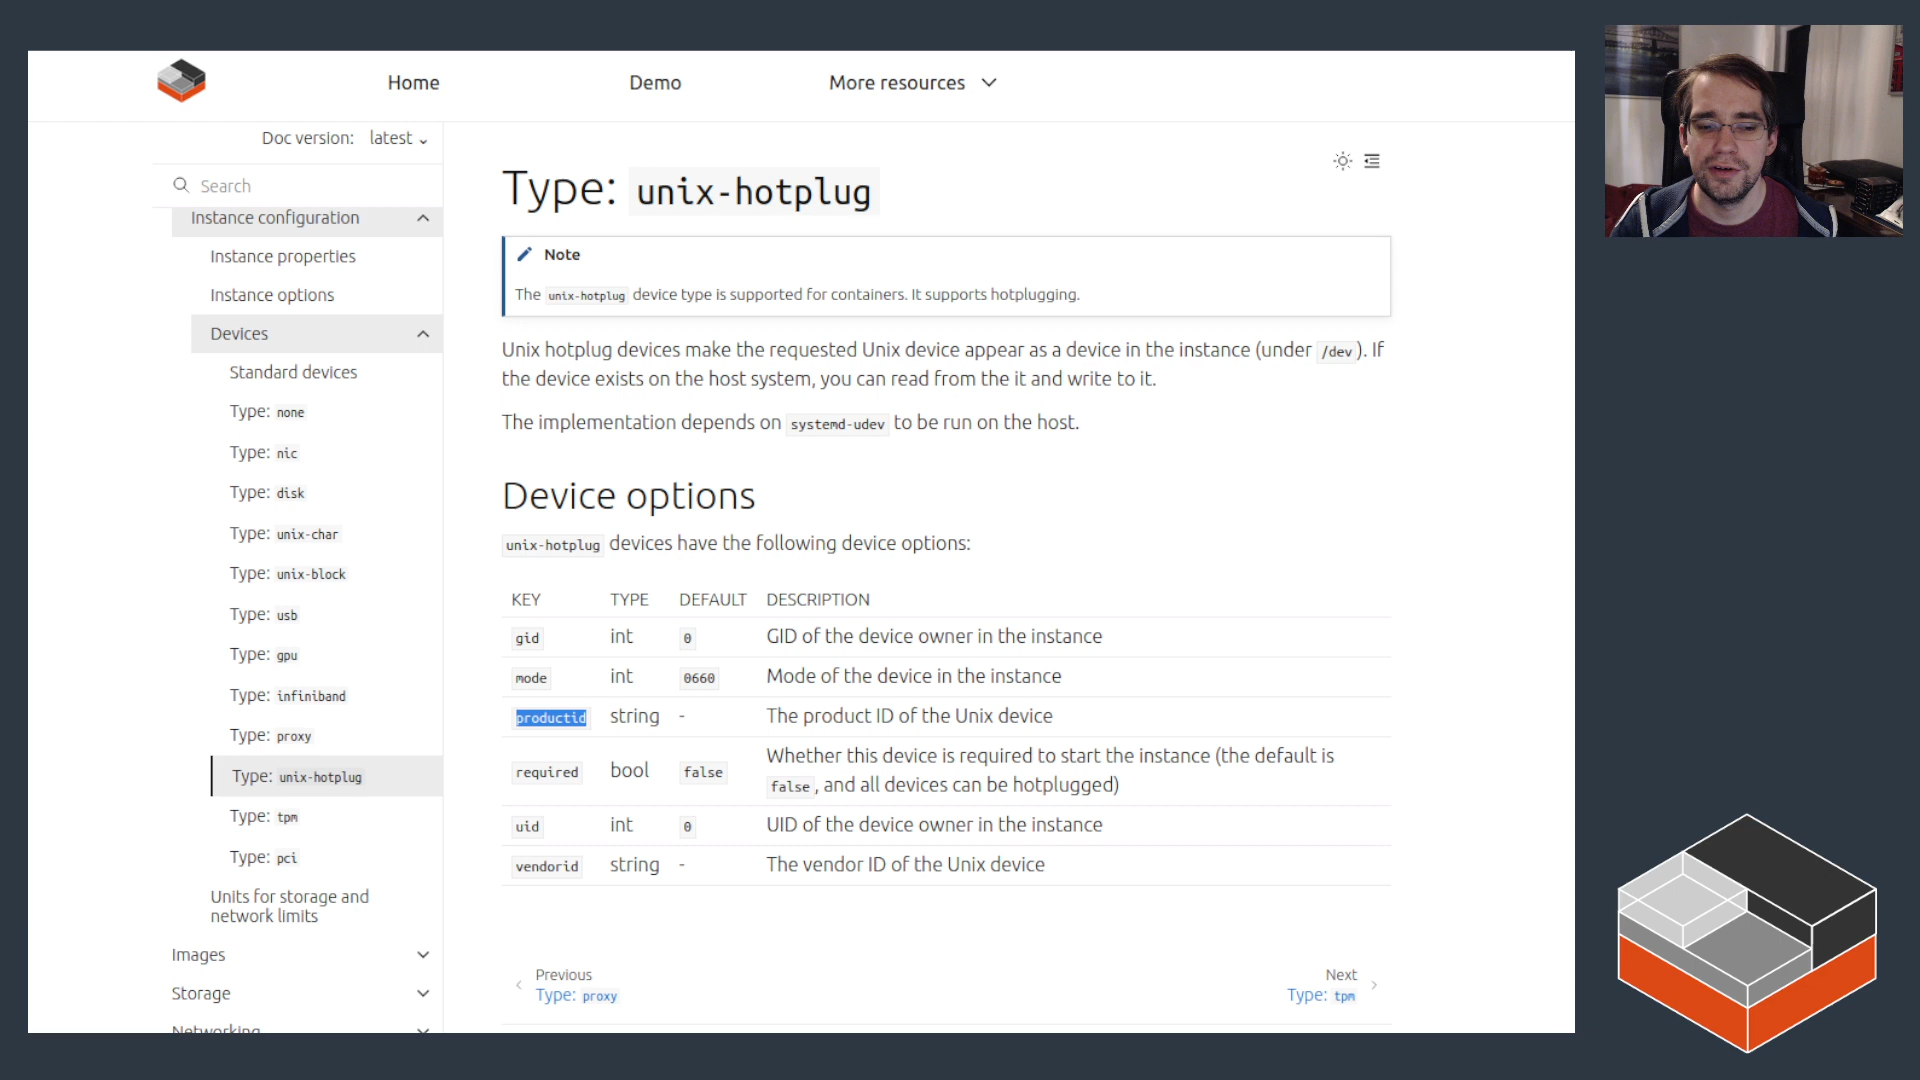 Home
Demo
More resources
Doc version: latest
Search
Instance configuration
Instance properties
Instance options
Devices
Standard devices
Type: none
Type: nic
Type: disk
Type: unix-char
Type: unix-block
Type: usb
Type: gpu
Type: infiniband
Type: proxy
Type: unix-hotplug
Type: tpm
Type: pci
Units for storage and
network limits
Images
Storage
Networking
Type: unix-hotplug
Note
The unix-hotplug device type is supported for containers. It supports hotplugging.
Unix hotplug devices make the requested Unix device appear as a device in the instance (under /dev). If
the device exists on the host system, you can read from the it and write to it.
The implementation depends on systemd-udev to be run on the host.
Device options
unix-hotplug devices have the following device options:
KEY TYPE DEFAULT DESCRIPTION
gid int 0 GID of the device owner in the instance
mode int 0660 Mode of the device in the instance
productid string - The product ID of the Unix device
required bool false Whether this device is required to start the instance (the default is
false, and all devices can be hotplugged)
uid int 0 UID of the device owner in the instance
vendorid string - The vendor ID of the Unix device
Previous
Type: proxy
Next
Type: tpm